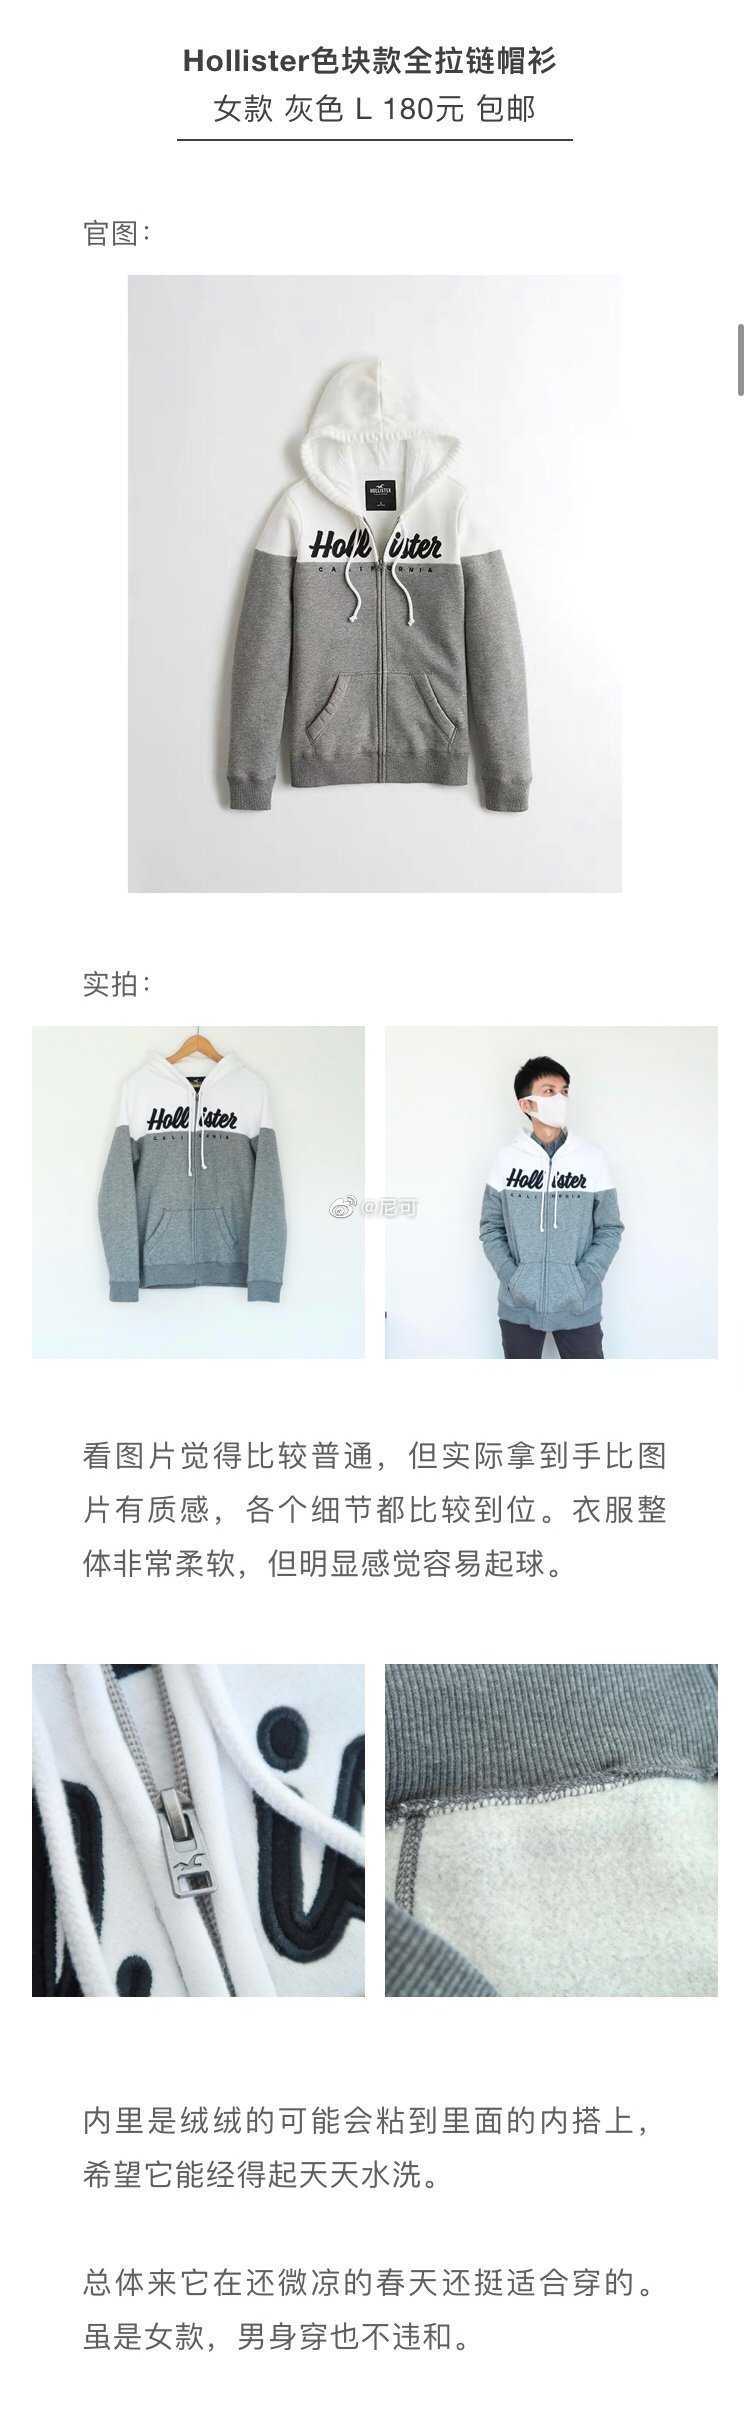 Hollister色块款全拉链帽衫
女款 灰色 L 180元 包邮
官图：
HOLLISTER
Hollister
CALIFORNIA
实拍：
Hollister
CALIFORNIA
Hollister
CALIFORNIA
@尼可
看图片觉得比较普通，但实际拿到手比图
片有质感，各个细节都比较到位。衣服整
体非常柔软，但明显感觉容易起球。
内里是绒绒的可能会粘到里面的内搭上，
希望它能经得起天天水洗。
总体来它在还微凉的春天还挺适合穿的。
虽是女款，男身穿也不违和。